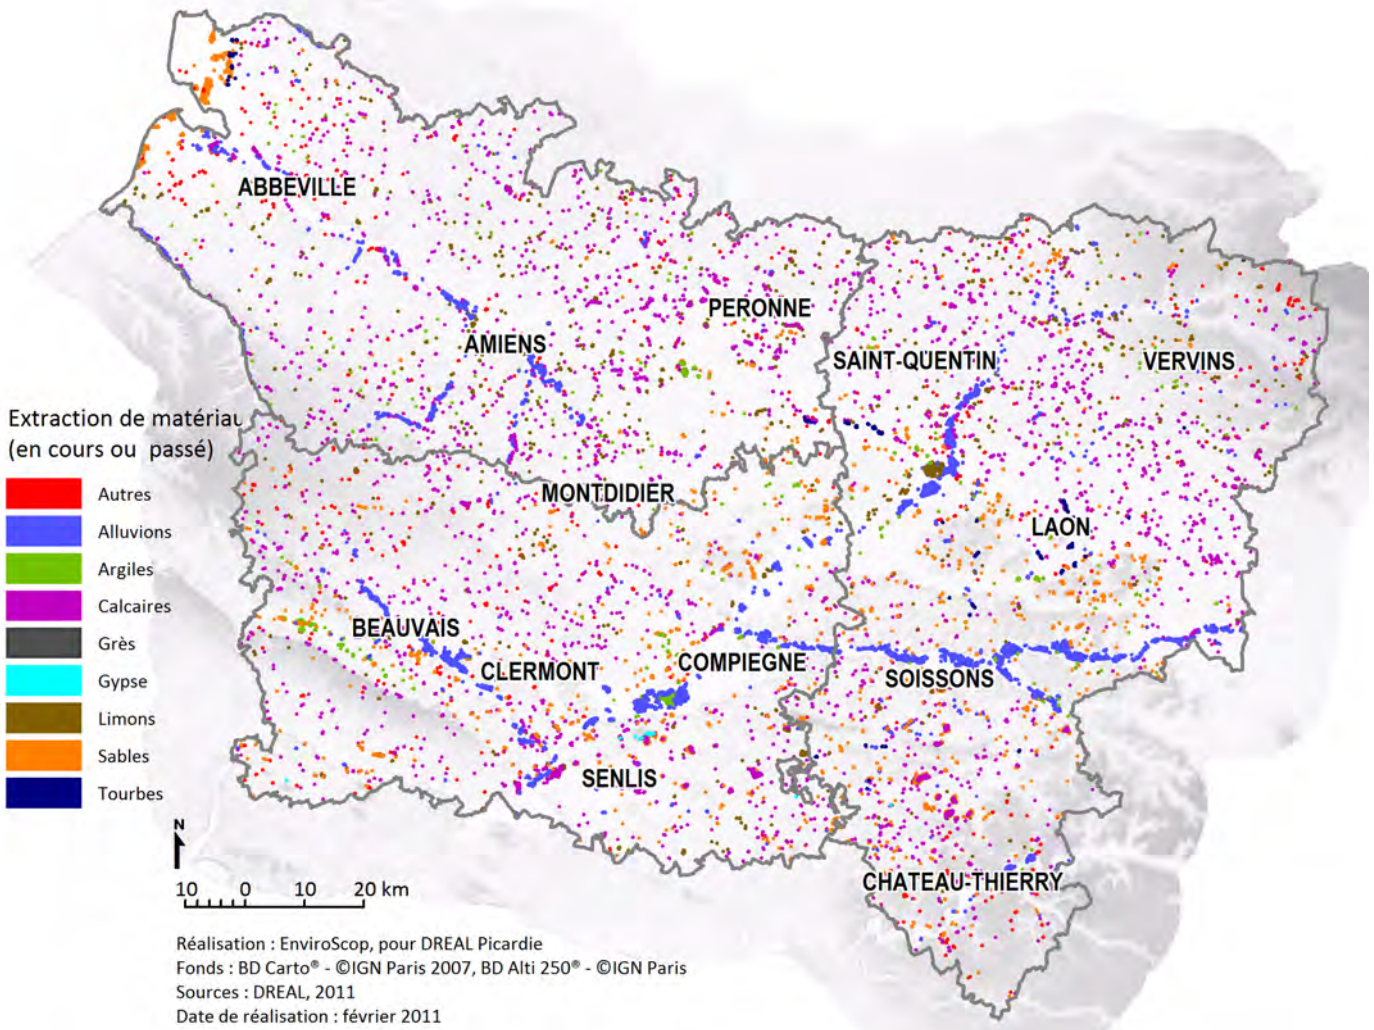 ABBEVILLE
PERONNE
AMIENS
SAINT-QUENTIN
VERVINS
Extraction de matériau
(en cours ou passé)
MONTDIDIER
Autres
Alluvions
LAON
Argiles
Calcaires
BEAUVAIS
Grès
CLERMONT
COMPIEGNE
Gypse
SOISSONS
Limons
Sables
SENLIS
Tourbes
N
CHATEAU-THIERRY
10 0 10 20 km
Réalisation : EnviroScop, pour DREAL Picardie
Fonds : BD Carto® - ©IGN Paris 2007, BD Alti 250® - ©IGN Paris
Sources : DREAL, 2011
Date de réalisation : février 2011